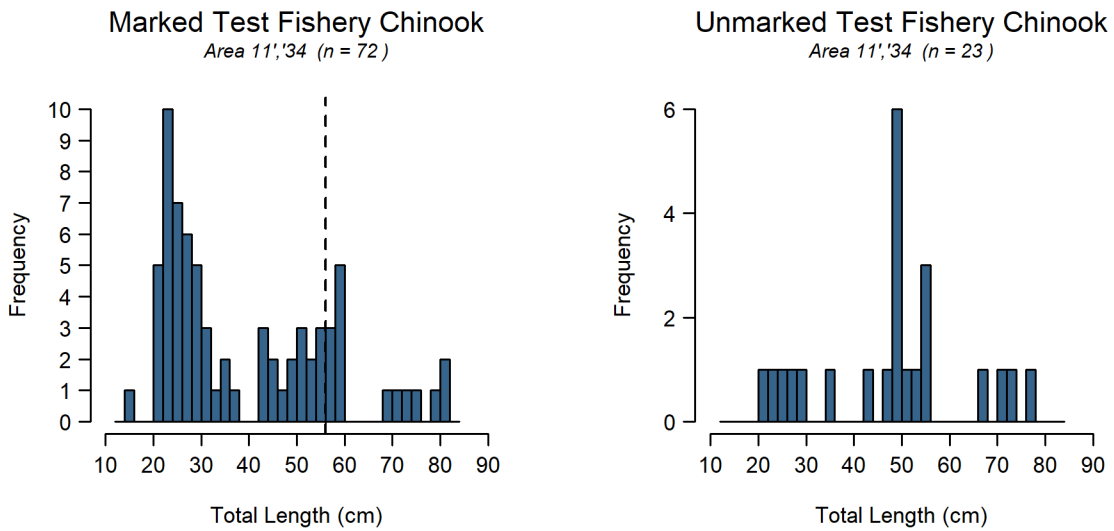 Marked Test Fishery Chinook
Area 11','34 (n = 72 )
10
9
8
7
6
5
4
3
2
1
0
Frequency
10 20 30 40 50 60 70 80 90
Total Length (cm)
Unmarked Test Fishery Chinook
Area 11','34 (n = 23 )
6
4
2
0
Frequency
10 20 30 40 50 60 70 80 90
Total Length (cm)